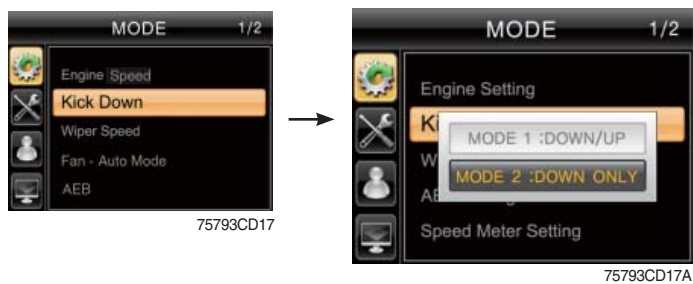 MODE 1/2
Engine Speed
Kick Down
Wiper Speed
Fan - Auto Mode
AEB
75793CD17
MODE 1/2
Engine Setting
Ki
MODE 1 :DOWN/UP
W
MODE 2 :DOWN ONLY
AE
Speed Meter Setting
75793CD17A